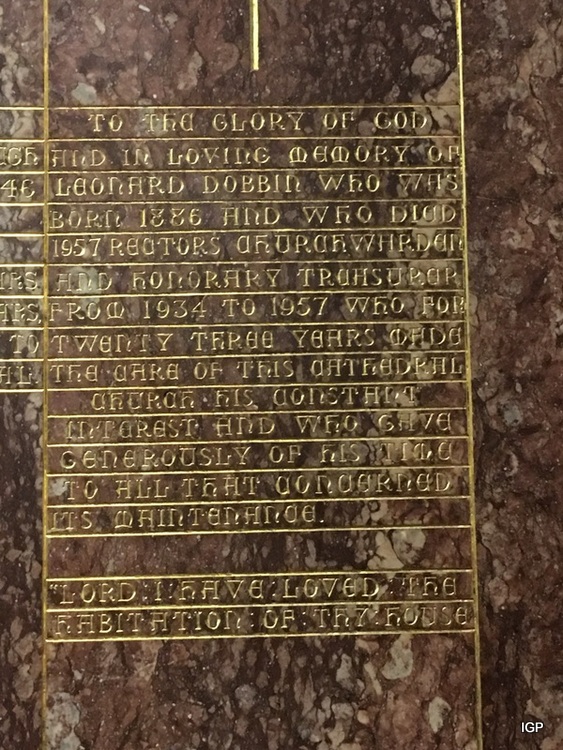 TO THE GLORY OF GOD
AND IN LOVING MEMORY OF
LEONARD DOBBIN WHO WAS
BORN 1886 AND WHO DIED
1957 RECTORS CHURCHWARDEN
AND HONORARY TREASURER
FROM 1934 TO 1957 WHO FOR
TWENTY THREE YEARS MADE
THE CARE OF THIS CATHEDRAL
CHURCH HIS CONSTANT
INTEREST AND WHO GAVE
GENEROUSLY OF HIS TIME
TO ALL THAT CONCERNED
ITS MAINTENANCE.
"LORD:I:HAVE:LOVED:THE
HABITATION:OF:THY:HOUSE
IGP